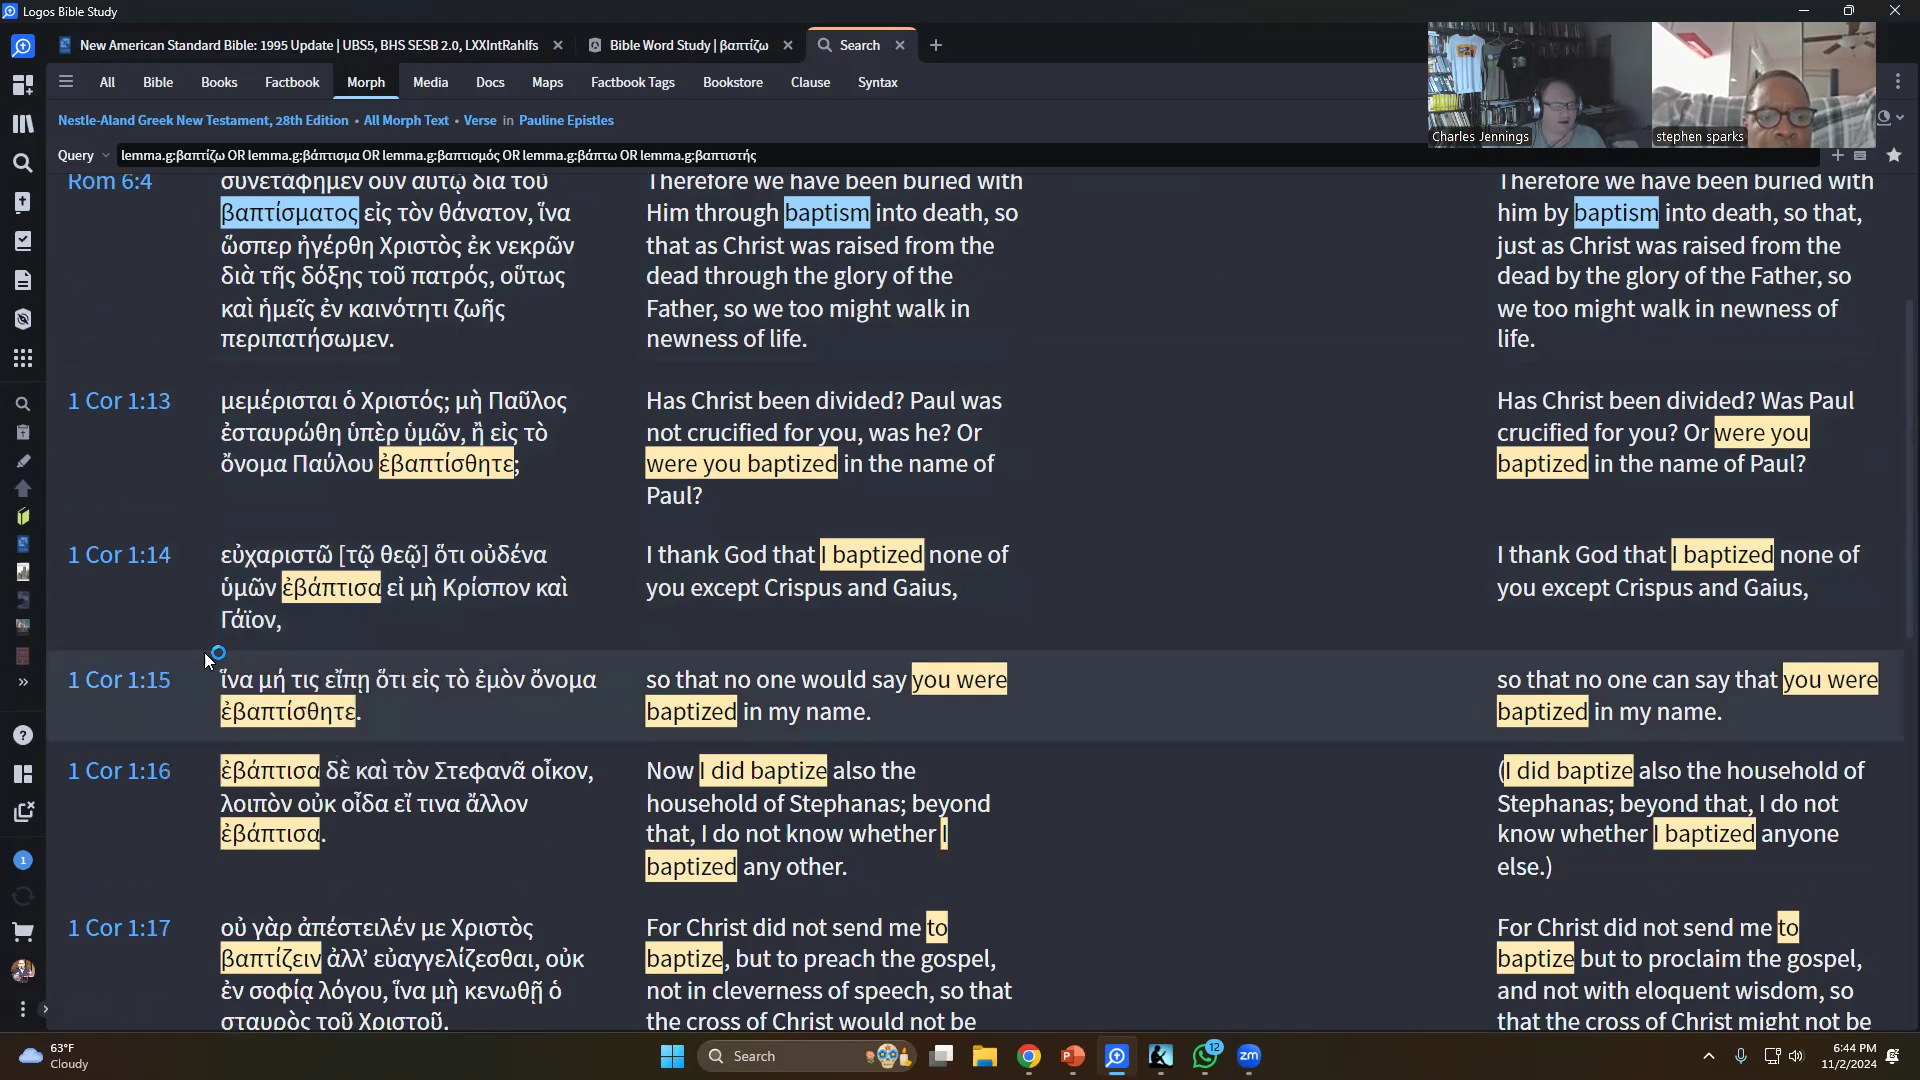 Logos Bible Study
New American Standard Bible: 1995 Update | UBS5, BHS SESB 2.0, LXXIntRahlfs
Bible Word Study | βαπτίζω
Search
All Bible Books Factbook Morph Media Docs Maps Factbook Tags Bookstore Clause Syntax
Nestle-Aland Greek New Testament, 28th Edition • All Morph Text • Verse in Pauline Epistles
Query lemma.g:βαπτίζω OR lemma.g:βάπτισμα OR lemma.g:βαπτισμός OR lemma.g:βάπτω OR lemma.g:βαπτιστής
Charles Jennings
stephen sparks
Rom 6:4
συνετάφημεν οὖν αὐτῷ διὰ τοῦ
βαπτίσματος εἰς τὸν θάνατον, ἵνα
ὥσπερ ἠγέρθη Χριστὸς ἐκ νεκρῶν
διὰ τῆς δόξης τοῦ πατρός, οὕτως
καὶ ἡμεῖς ἐν καινότητι ζωῆς
περιπατήσωμεν.
Therefore we have been buried with
Him through baptism into death, so
that as Christ was raised from the
dead through the glory of the
Father, so we too might walk in
newness of life.
Therefore we have been buried with
him by baptism into death, so that,
just as Christ was raised from the
dead by the glory of the Father, so
we too might walk in newness of
life.
1 Cor 1:13
μεμέρισται ὁ Χριστός; μὴ Παῦλος
ἐσταυρώθη ὑπὲρ ὑμῶν, ἢ εἰς τὸ
ὄνομα Παύλου ἐβαπτίσθητε;
Has Christ been divided? Paul was
not crucified for you, was he? Or
were you baptized in the name of
Paul?
Has Christ been divided? Was Paul
crucified for you? Or were you
baptized in the name of Paul?
1 Cor 1:14
εὐχαριστῶ [τῷ θεῷ] ὅτι οὐδένα
ὑμῶν ἐβάπτισα εἰ μὴ Κρίσπον καὶ
Γάϊον,
I thank God that I baptized none of
you except Crispus and Gaius,
I thank God that I baptized none of
you except Crispus and Gaius,
1 Cor 1:15
ἵνα μή τις εἴπῃ ὅτι εἰς τὸ ἐμὸν ὄνομα
ἐβαπτίσθητε.
so that no one would say you were
baptized in my name.
so that no one can say that you were
baptized in my name.
1 Cor 1:16
ἐβάπτισα δὲ καὶ τὸν Στεφανᾶ οἶκον,
λοιπὸν οὐκ οἶδα εἴ τινα ἄλλον
ἐβάπτισα.
Now I did baptize also the
household of Stephanas; beyond
that, I do not know whether I
baptized any other.
(I did baptize also the household of
Stephanas; beyond that, I do not
know whether I baptized anyone
else.)
1 Cor 1:17
οὐ γὰρ ἀπέστειλέν με Χριστὸς
βαπτίζειν ἀλλ’ εὐαγγελίζεσθαι, οὐκ
ἐν σοφίᾳ λόγου, ἵνα μὴ κενωθῇ ὁ
σταυρὸς τοῦ Χριστοῦ.
For Christ did not send me to
baptize, but to preach the gospel,
not in cleverness of speech, so that
the cross of Christ would not be
For Christ did not send me to
baptize but to proclaim the gospel,
and not with eloquent wisdom, so
that the cross of Christ might not be
1
63°F
Cloudy
Search
12
zm
6:44 PM
11/2/2024